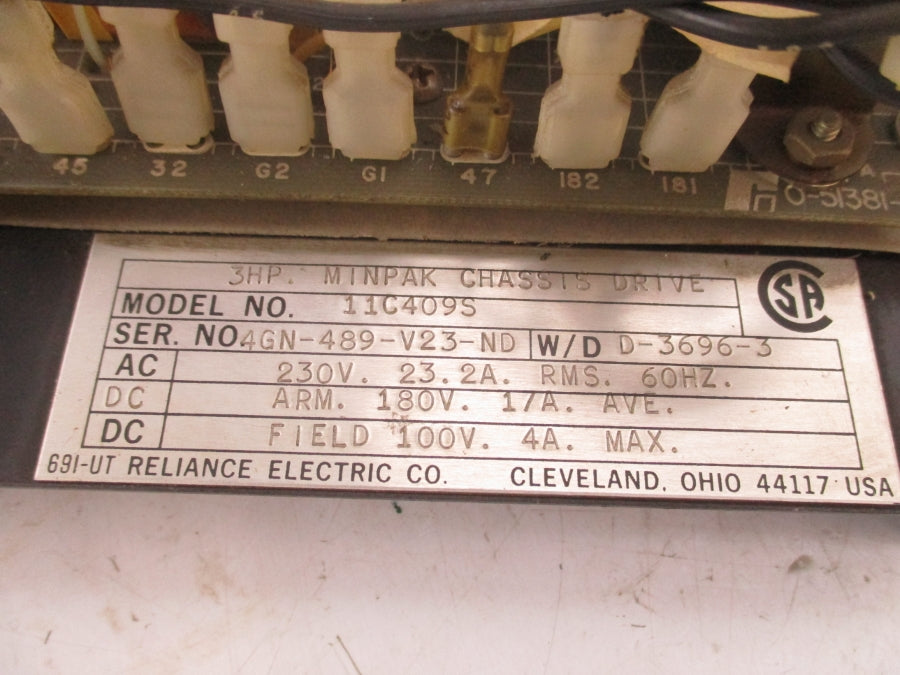 45 32 G2 G1 47 182 181
0-51381-
3HP. MINPAK CHASSIS DRIVE
CSA
MODEL NO. 11C409S
SER. NO. 4GN-489-V23-ND W/D D-3696-3
AC 230V. 23.2A. RMS. 60HZ.
DC ARM. 180V. 17A. AVE.
DC FIELD 100V. 4A. MAX.
691-UT RELIANCE ELECTRIC CO. CLEVELAND, OHIO 44117 USA